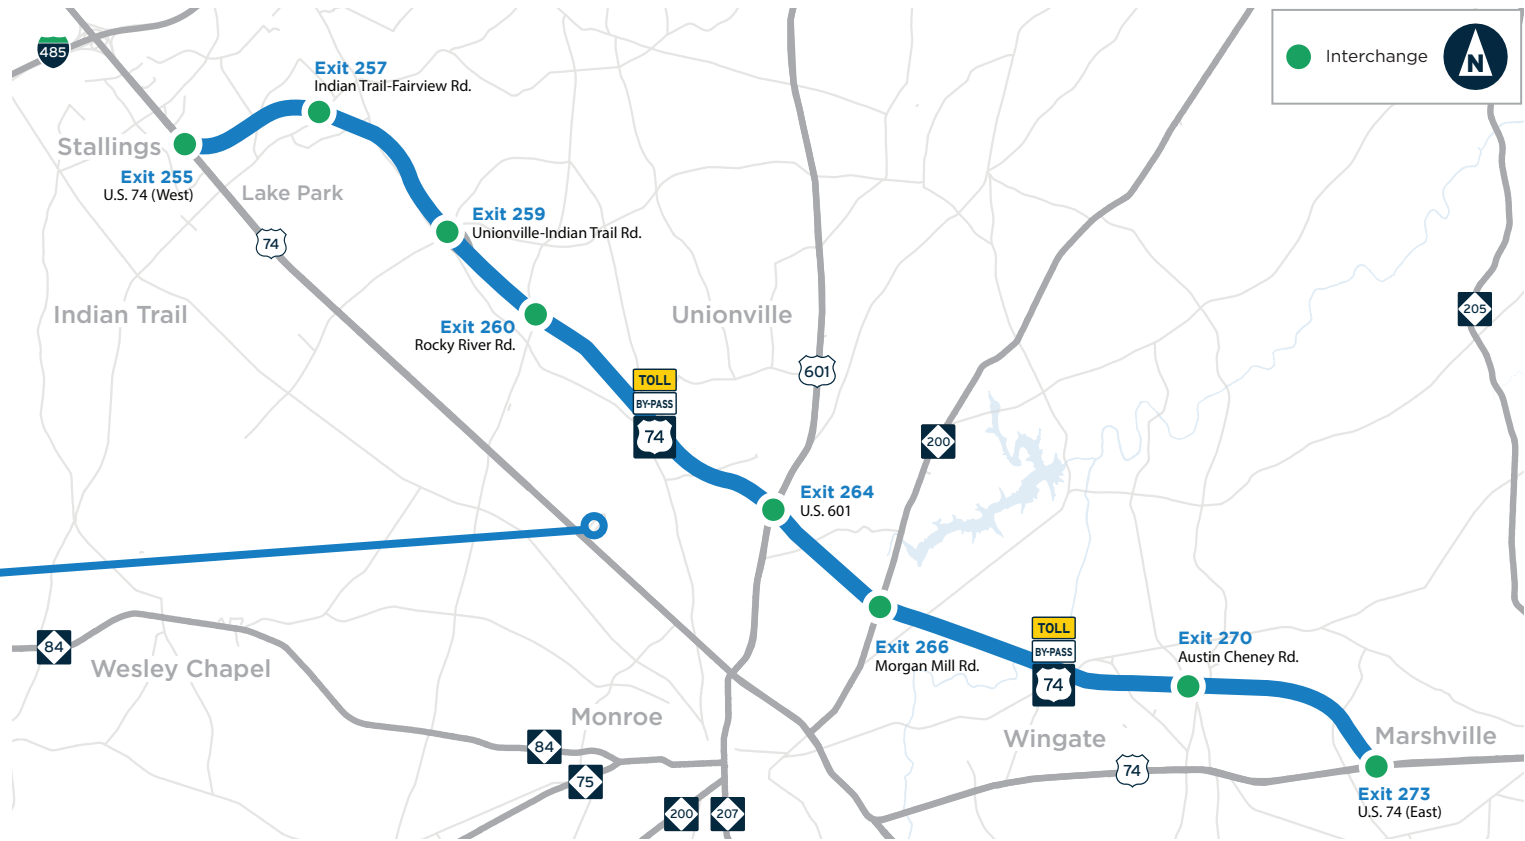 485
Exit 257
Indian Trail-Fairview Rd.
Interchange
N
Stallings
Exit 255
U.S. 74 (West)
Lake Park
74
Exit 259
Unionville-Indian Trail Rd.
Indian Trail
Exit 260
Rocky River Rd.
Unionville
205
601
TOLL
BY-PASS
74
200
Exit 264
U.S. 601
84
Wesley Chapel
Exit 266
Morgan Mill Rd.
TOLL
BY-PASS
74
Exit 270
Austin Cheney Rd.
Monroe
84
75
Wingate
74
Marshville
200
207
Exit 273
U.S. 74 (East)